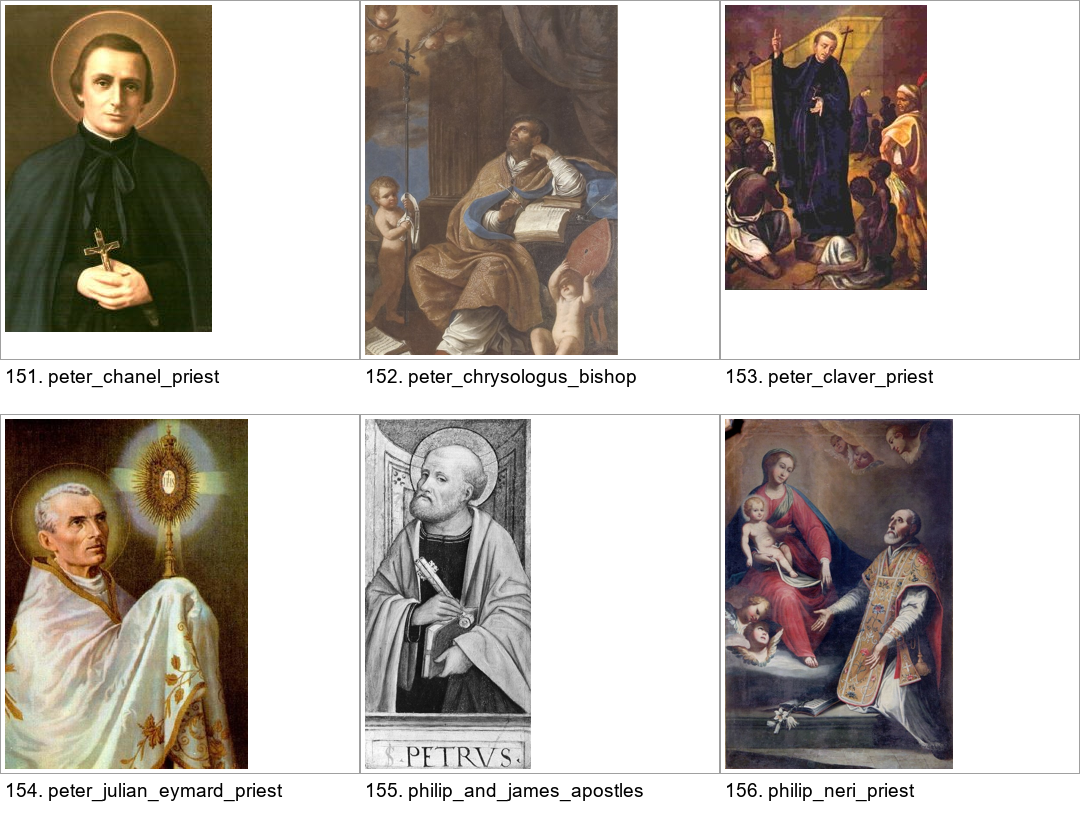 151. peter_chanel_priest
152. peter_chrysologus_bishop
153. peter_claver_priest
IHS
154. peter_julian_eymard_priest
S PETRVS
155. philip_and_james_apostles
156. philip_neri_priest